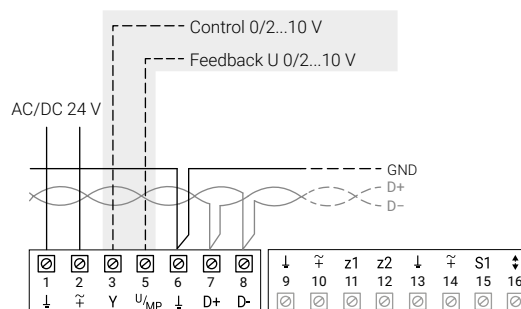 Control 0/2...10 V
Feedback U 0/2...10 V
AC/DC 24 V
GND
D+
D–
1 2 3 5 6 7 8
Y U/MP D+ D-
z1 z2 S1
9 10 11 12 13 14 15 16